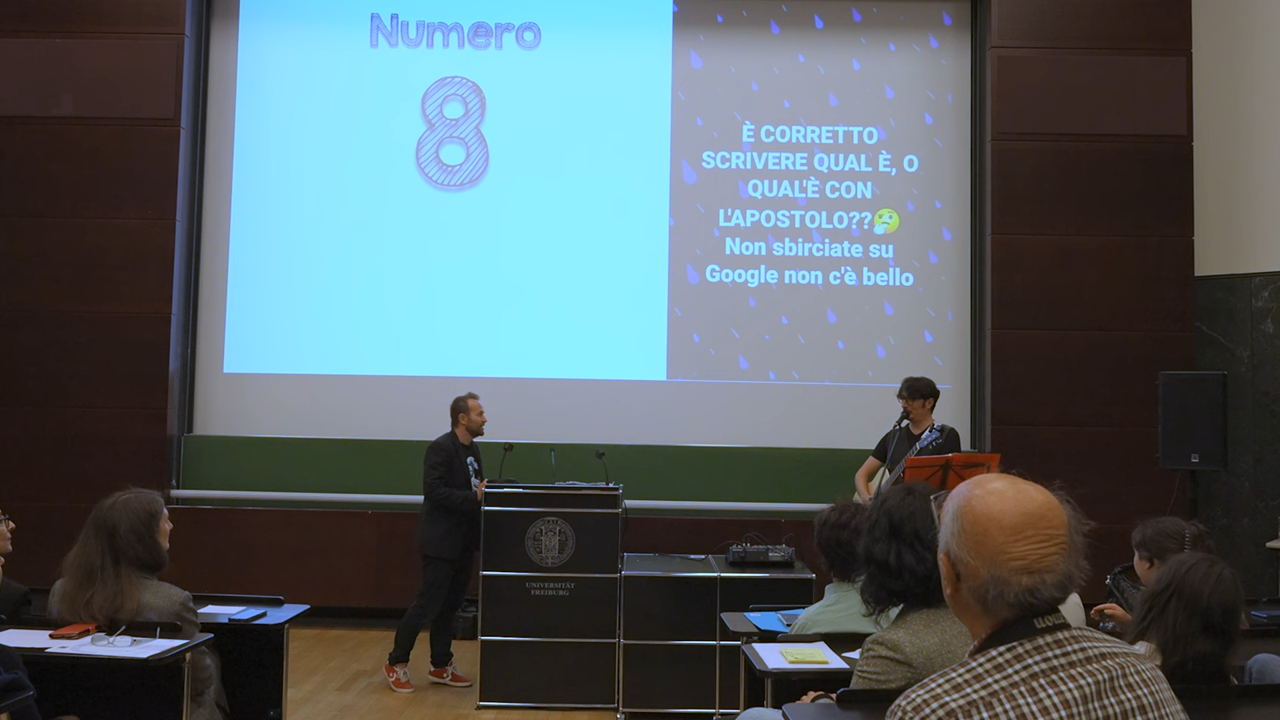 Numero
8
È CORRETTO
SCRIVERE QUAL È, O
QUAL'È CON
L'APOSTOLO??🤔
Non sbirciate su
Google non c'è bello
UNIVERSITÄT
FREIBURG